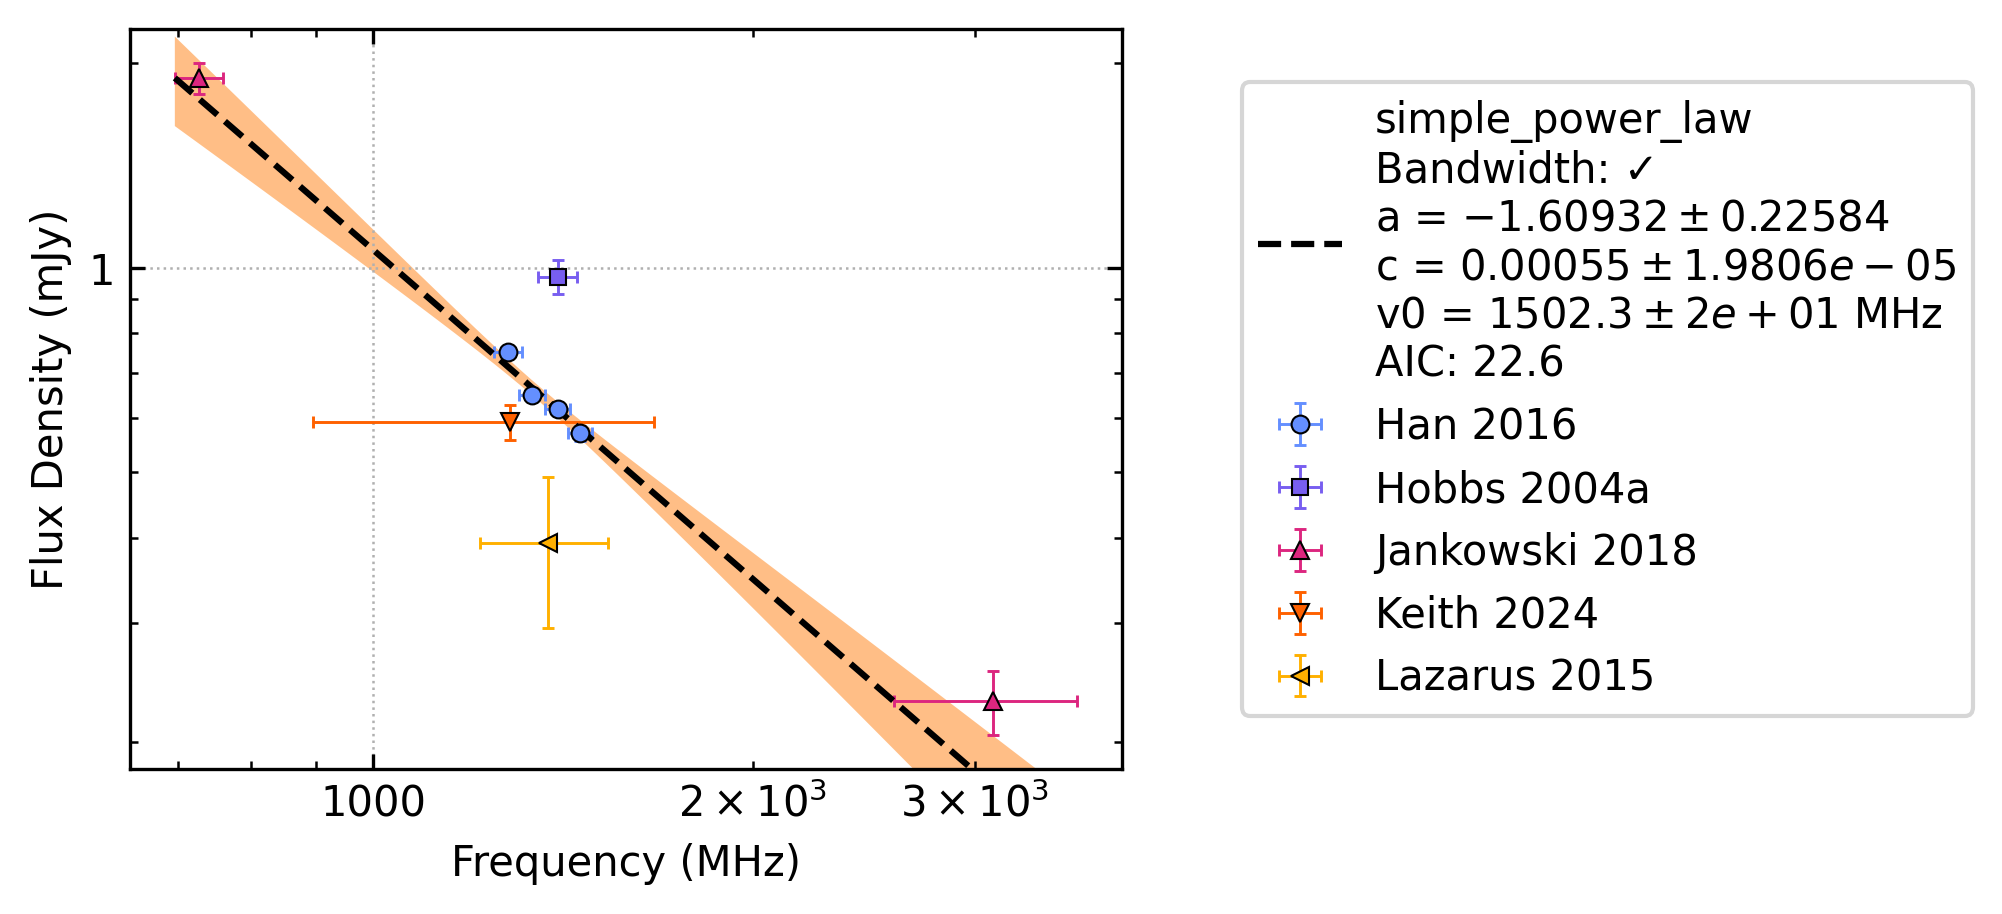 Flux Density (mJy)
1
1000
2 × 10³
3 × 10³
Frequency (MHz)
simple_power_law
Bandwidth: ✓
a = −1.60932 ± 0.22584
c = 0.00055 ± 1.9806e − 05
v0 = 1502.3 ± 2e + 01 MHz
AIC: 22.6
Han 2016
Hobbs 2004a
Jankowski 2018
Keith 2024
Lazarus 2015